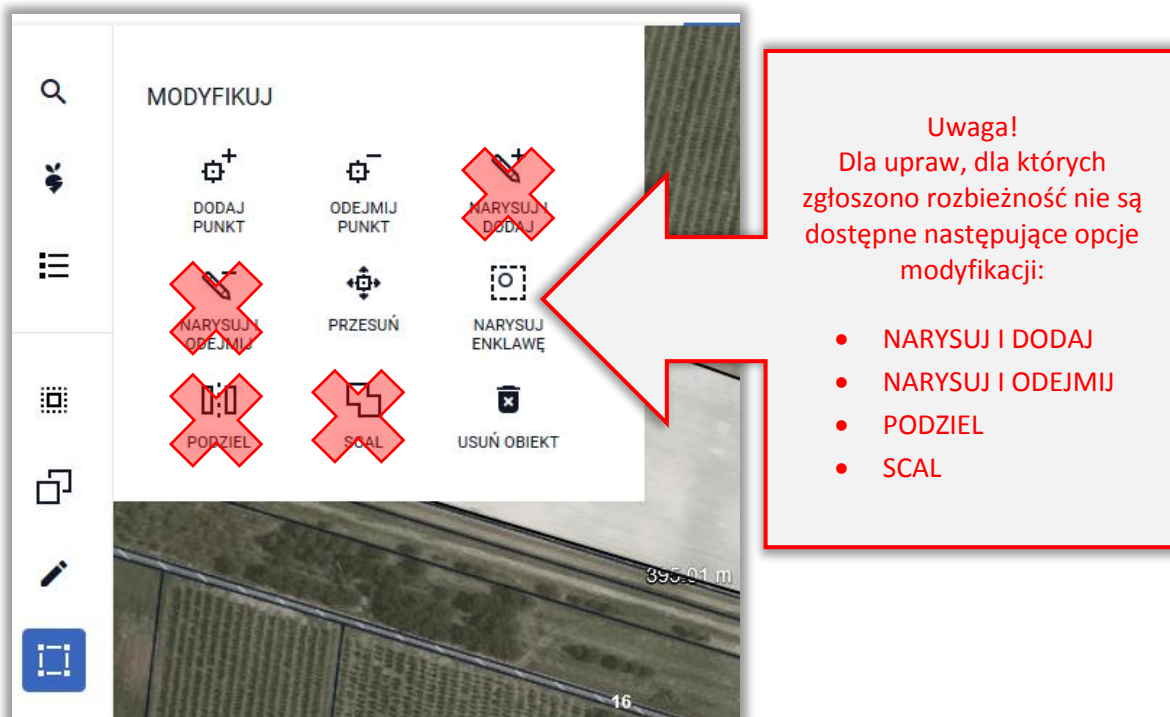 MODYFIKUJ
DODAJ
PUNKT
ODEJMIJ
PUNKT
NARYSUJ I
DODAJ
NARYSUJ I
ODEJMIJ
PRZESUŃ
NARYSUJ
ENKLAWĘ
PODZIEL
SCAL
USUŃ OBIEKT
395.01 m
16
Uwaga!
Dla upraw, dla których
zgłoszono rozbieżność nie są
dostępne następujące opcje
modyfikacji:
• NARYSUJ I DODAJ
• NARYSUJ I ODEJMIJ
• PODZIEL
• SCAL